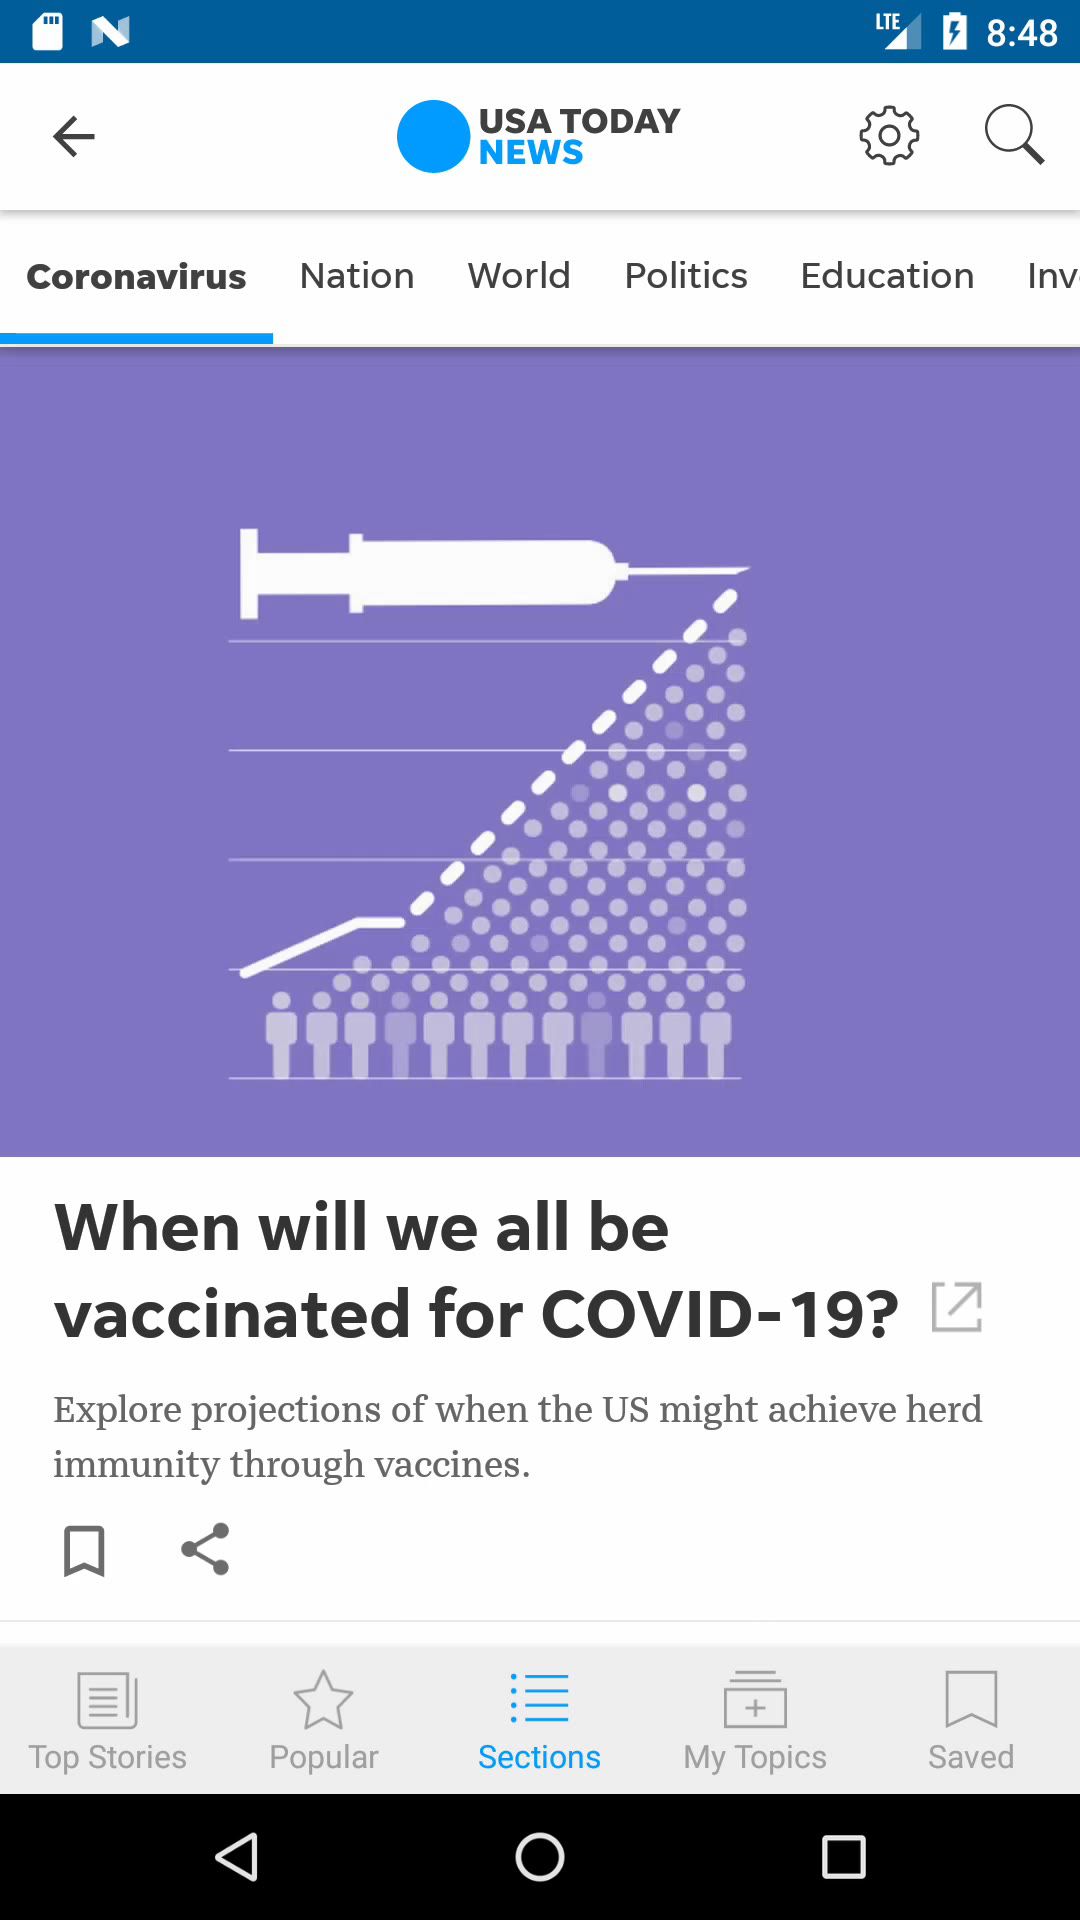 LTE 8:48
USA TODAY
NEWS
Coronavirus Nation World Politics Education Inv
When will we all be
vaccinated for COVID-19?
Explore projections of when the US might achieve herd
immunity through vaccines.
Top Stories Popular Sections My Topics Saved